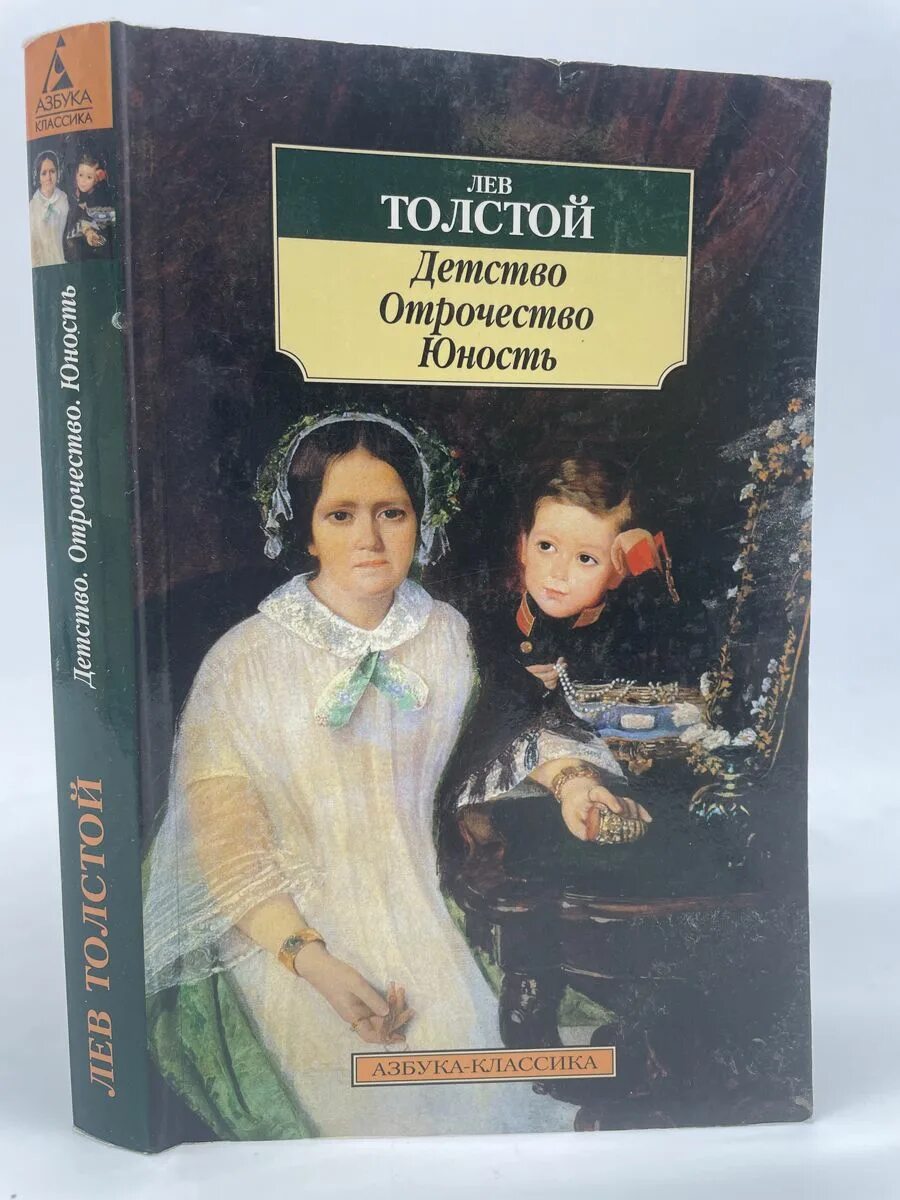 АЗБУКА
КЛАССИКА
Детство. Отрочество. Юность
ЛЕВ ТОЛСТОЙ
ЛЕВ
ТОЛСТОЙ
Детство
Отрочество
Юность
АЗБУКА-КЛАССИКА